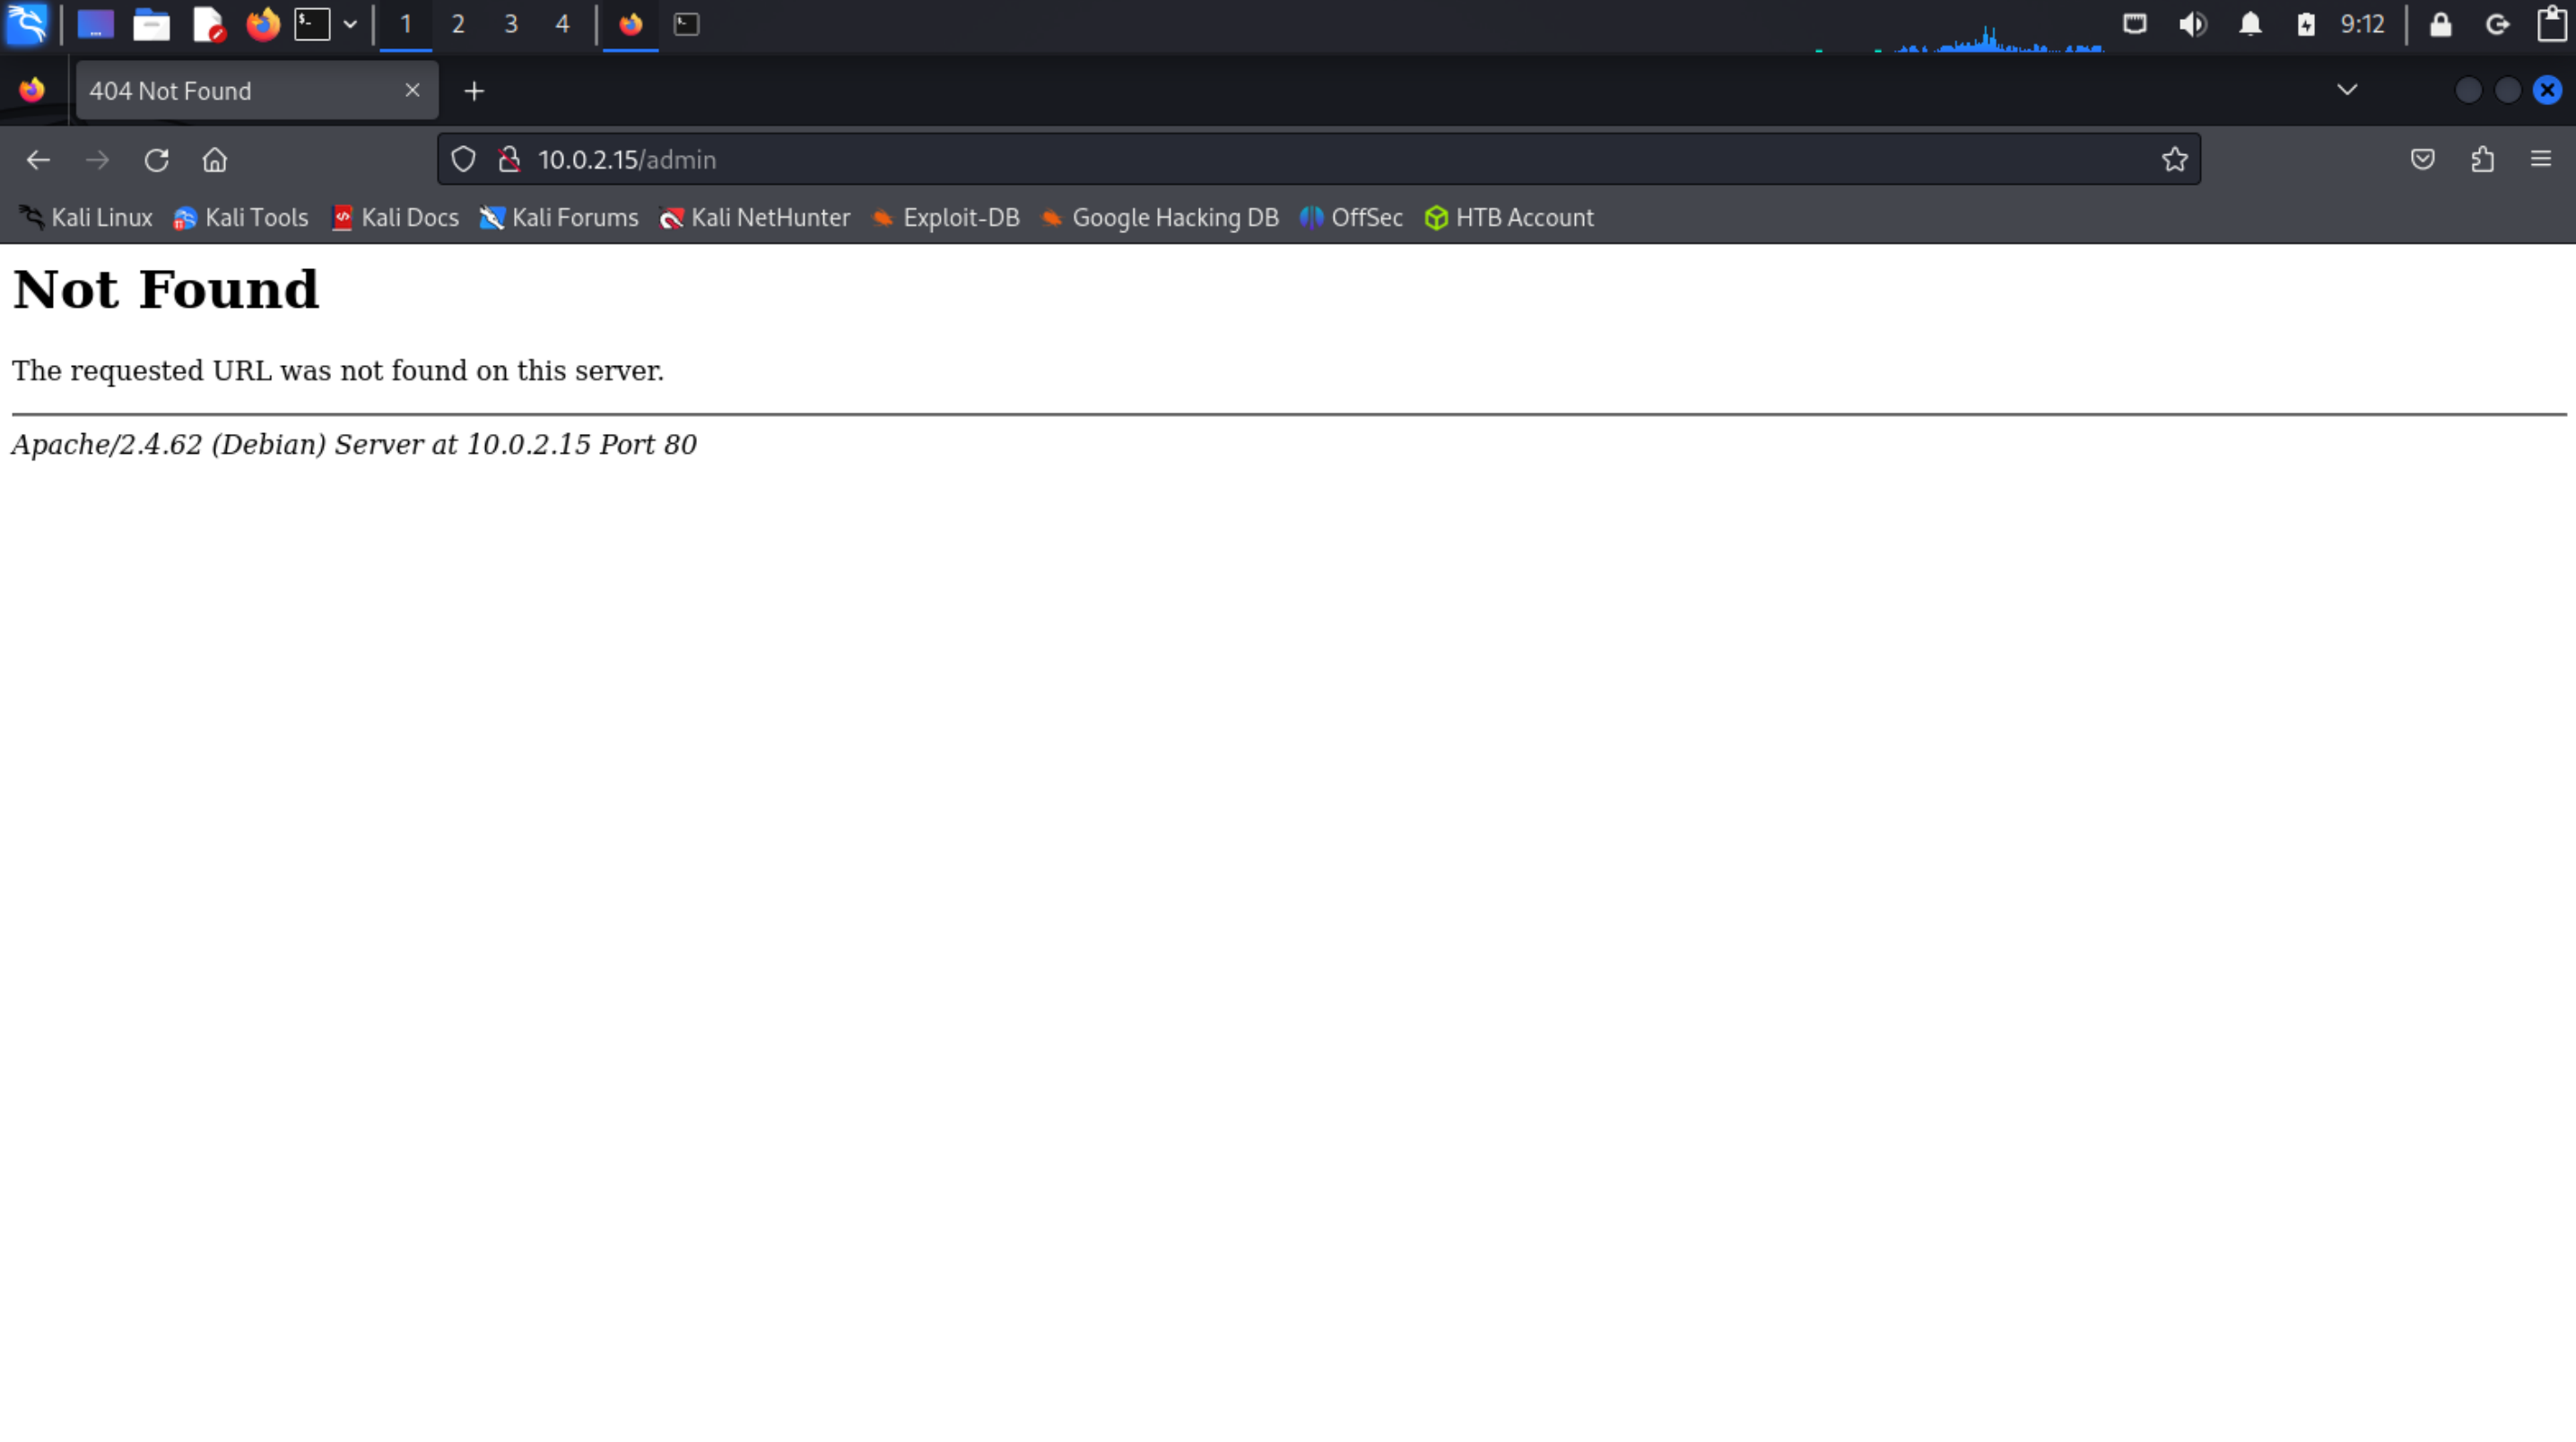 1 2 3 4 9:12
404 Not Found
10.0.2.15/admin
Kali Linux Kali Tools Kali Docs Kali Forums Kali NetHunter Exploit-DB Google Hacking DB OffSec HTB Account
Not Found
The requested URL was not found on this server.
Apache/2.4.62 (Debian) Server at 10.0.2.15 Port 80